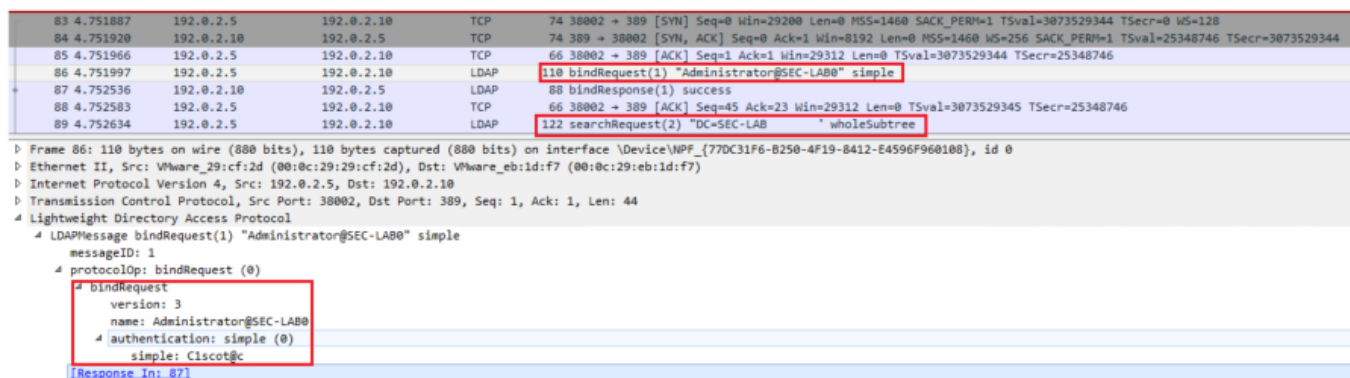 83 4.751887 192.0.2.5 192.0.2.10 TCP 74 38002 → 389 [SYN] Seq=0 Win=29200 Len=0 MSS=1460 SACK_PERM=1 TSval=3073529344 TSecr=0 WS=128
84 4.751920 192.0.2.10 192.0.2.5 TCP 74 389 → 38002 [SYN, ACK] Seq=0 Ack=1 Win=8192 Len=0 MSS=1460 WS=256 SACK_PERM=1 TSval=25348746 TSecr=3073529344
85 4.751966 192.0.2.5 192.0.2.10 TCP 66 38002 → 389 [ACK] Seq=1 Ack=1 Win=29312 Len=0 TSval=3073529344 TSecr=25348746
86 4.751997 192.0.2.5 192.0.2.10 LDAP 110 bindRequest(1) "Administrator@SEC-LAB0" simple
87 4.752536 192.0.2.10 192.0.2.5 LDAP 88 bindResponse(1) success
88 4.752583 192.0.2.5 192.0.2.10 TCP 66 38002 → 389 [ACK] Seq=45 Ack=23 Win=29312 Len=0 TSval=3073529345 TSecr=25348746
89 4.752634 192.0.2.5 192.0.2.10 LDAP 122 searchRequest(2) "DC=SEC-LAB ' wholeSubtree
Frame 86: 110 bytes on wire (880 bits), 110 bytes captured (880 bits) on interface \Device\NPF_{77DC31F6-B250-4F19-8412-E4596F960108}, id 0
Ethernet II, Src: VMware_29:cf:2d (00:0c:29:29:cf:2d), Dst: VMware_eb:1d:f7 (00:0c:29:eb:1d:f7)
Internet Protocol Version 4, Src: 192.0.2.5, Dst: 192.0.2.10
Transmission Control Protocol, Src Port: 38002, Dst Port: 389, Seq: 1, Ack: 1, Len: 44
Lightweight Directory Access Protocol
LDAPMessage bindRequest(1) "Administrator@SEC-LAB0" simple
messageID: 1
protocolOp: bindRequest (0)
bindRequest
version: 3
name: Administrator@SEC-LAB0
authentication: simple (0)
simple: C1scot@c
[Response In: 87]